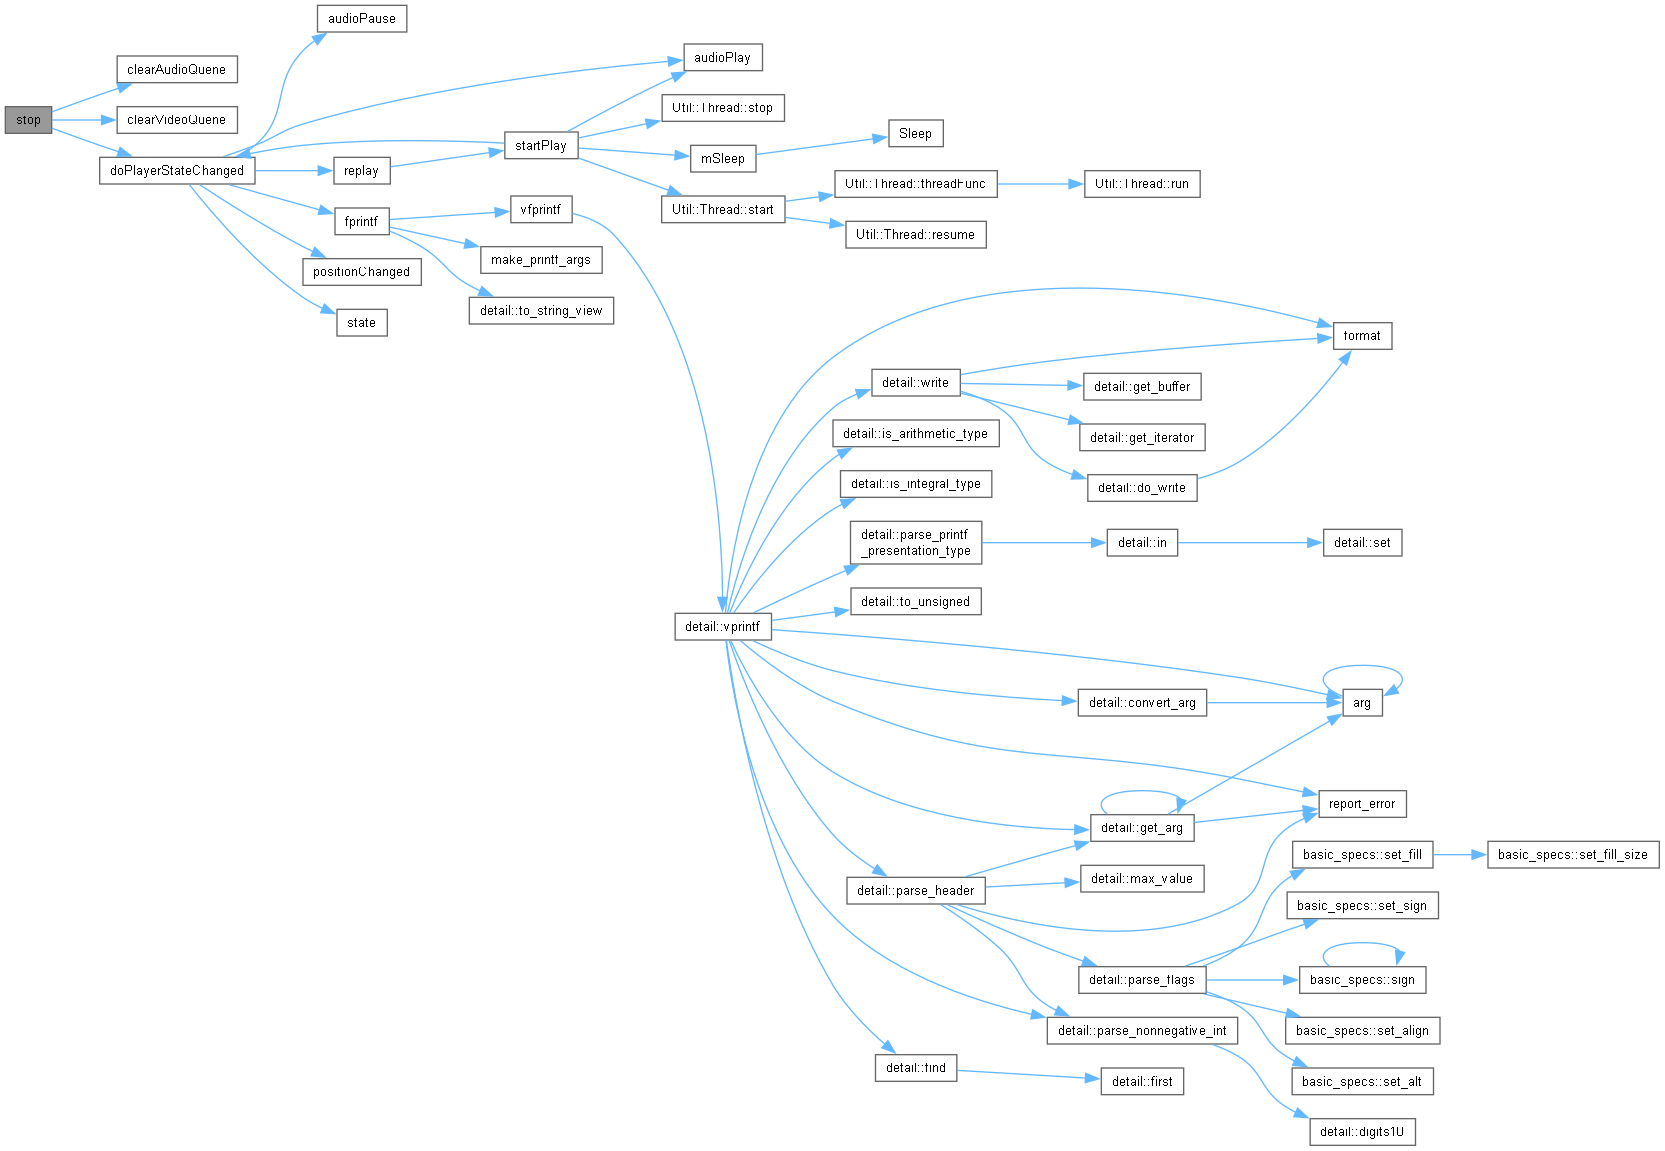 audioPause
audioPlay
clearAudioQuene
Util::Thread::stop
stop
clearVideoQuene
Sleep
startPlay
mSleep
doPlayerStateChanged
replay
Util::Thread::threadFunc
Util::Thread::run
vfprintf
Util::Thread::start
fprintf
Util::Thread::resume
make_printf_args
positionChanged
detail::to_string_view
state
format
detail::write
detail::get_buffer
detail::is_arithmetic_type
detail::get_iterator
detail::is_integral_type
detail::do_write
detail::parse_printf
_presentation_type
detail::in
detail::set
detail::to_unsigned
detail::vprintf
detail::convert_arg
arg
report_error
detail::get_arg
basic_specs::set_fill
basic_specs::set_fill_size
detail::max_value
detail::parse_header
basic_specs::set_sign
detail::parse_flags
basic_specs::sign
detail::parse_nonnegative_int
basic_specs::set_align
detail::find
detail::first
basic_specs::set_alt
detail::digits10